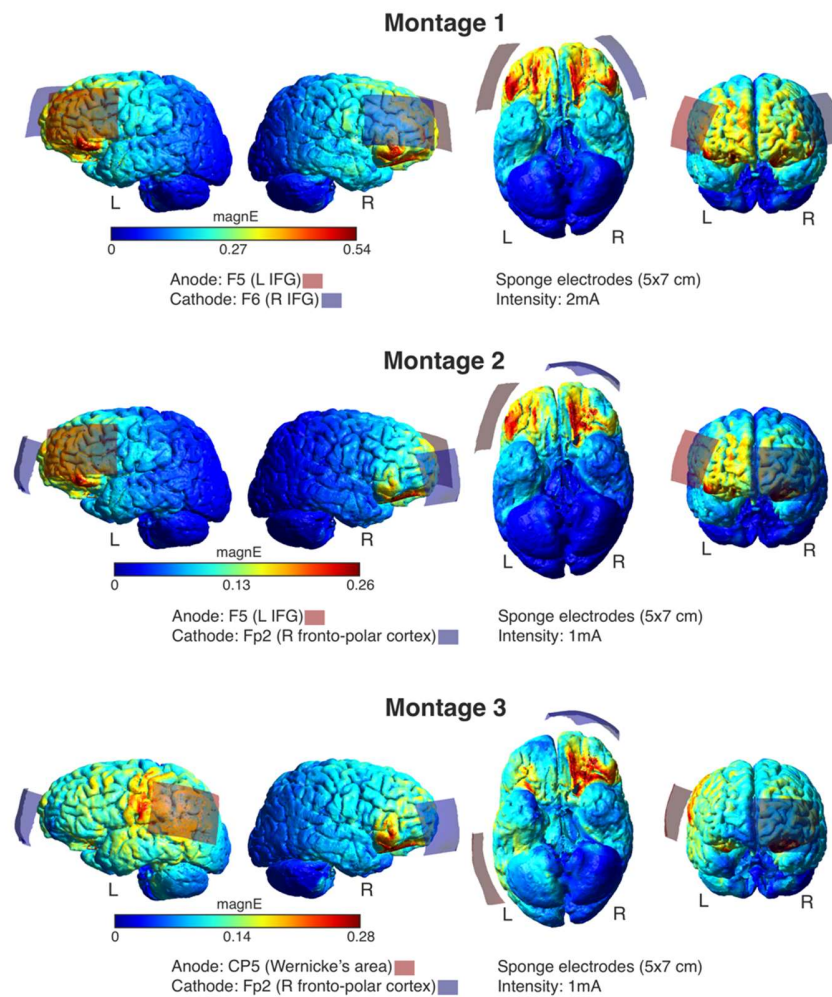 Montage 1
L R L R L R
magnE
0 0.27 0.54
Anode: F5 (L IFG)
Cathode: F6 (R IFG)
Sponge electrodes (5x7 cm)
Intensity: 2mA
Montage 2
L R L R L R
magnE
0 0.13 0.26
Anode: F5 (L IFG)
Cathode: Fp2 (R fronto-polar cortex)
Sponge electrodes (5x7 cm)
Intensity: 1mA
Montage 3
L R L R L R
magnE
0 0.14 0.28
Anode: CP5 (Wernicke's area)
Cathode: Fp2 (R fronto-polar cortex)
Sponge electrodes (5x7 cm)
Intensity: 1mA